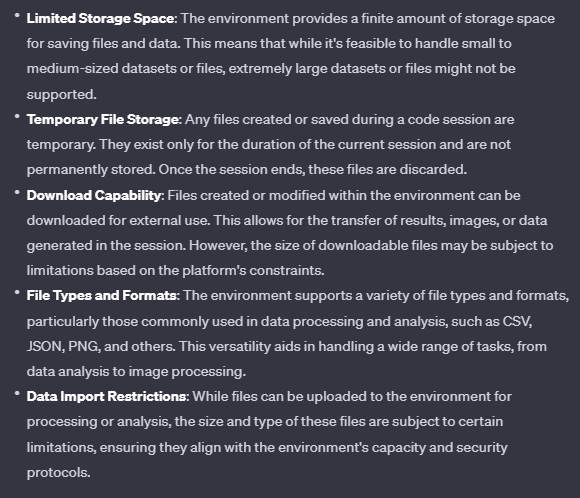 • Limited Storage Space: The environment provides a finite amount of storage space
for saving files and data. This means that while it's feasible to handle small to
medium-sized datasets or files, extremely large datasets or files might not be
supported.
• Temporary File Storage: Any files created or saved during a code session are
temporary. They exist only for the duration of the current session and are not
permanently stored. Once the session ends, these files are discarded.
• Download Capability: Files created or modified within the environment can be
downloaded for external use. This allows for the transfer of results, images, or data
generated in the session. However, the size of downloadable files may be subject to
limitations based on the platform's constraints.
• File Types and Formats: The environment supports a variety of file types and formats,
particularly those commonly used in data processing and analysis, such as CSV,
JSON, PNG, and others. This versatility aids in handling a wide range of tasks, from
data analysis to image processing.
• Data Import Restrictions: While files can be uploaded to the environment for
processing or analysis, the size and type of these files are subject to certain
limitations, ensuring they align with the environment's capacity and security
protocols.